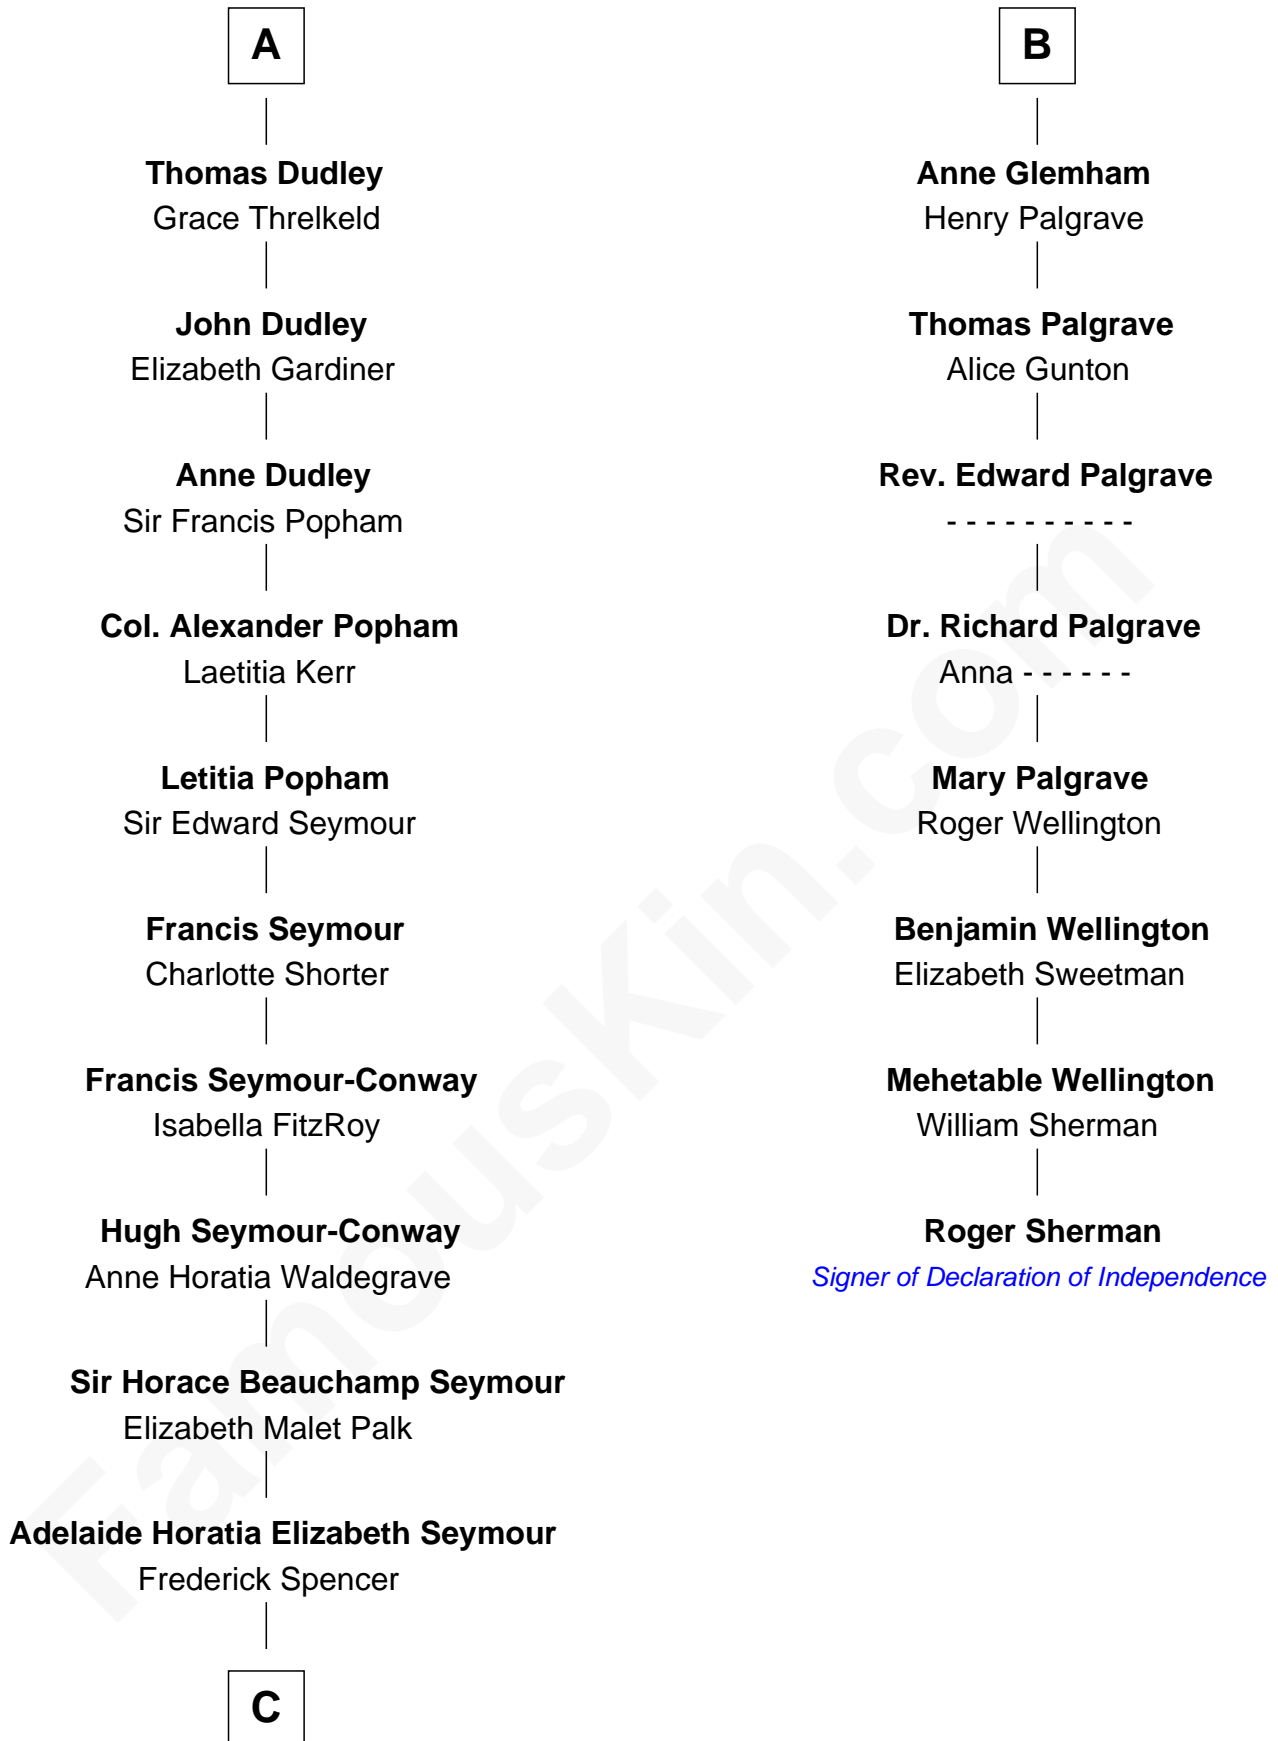 A
Thomas Dudley
Grace Threlkeld
John Dudley
Elizabeth Gardiner
Anne Dudley
Sir Francis Popham
Col. Alexander Popham
Laetitia Kerr
Letitia Popham
Sir Edward Seymour
Francis Seymour
Charlotte Shorter
Francis Seymour-Conway
Isabella FitzRoy
Hugh Seymour-Conway
Anne Horatia Waldegrave
Sir Horace Beauchamp Seymour
Elizabeth Malet Palk
Adelaide Horatia Elizabeth Seymour
Frederick Spencer
C
B
Anne Glemham
Henry Palgrave
Thomas Palgrave
Alice Gunton
Rev. Edward Palgrave
- - - - - - - - - -
Dr. Richard Palgrave
Anna - - - - - -
Mary Palgrave
Roger Wellington
Benjamin Wellington
Elizabeth Sweetman
Mehetable Wellington
William Sherman
Roger Sherman
Signer of Declaration of Independence
FamousKin.com